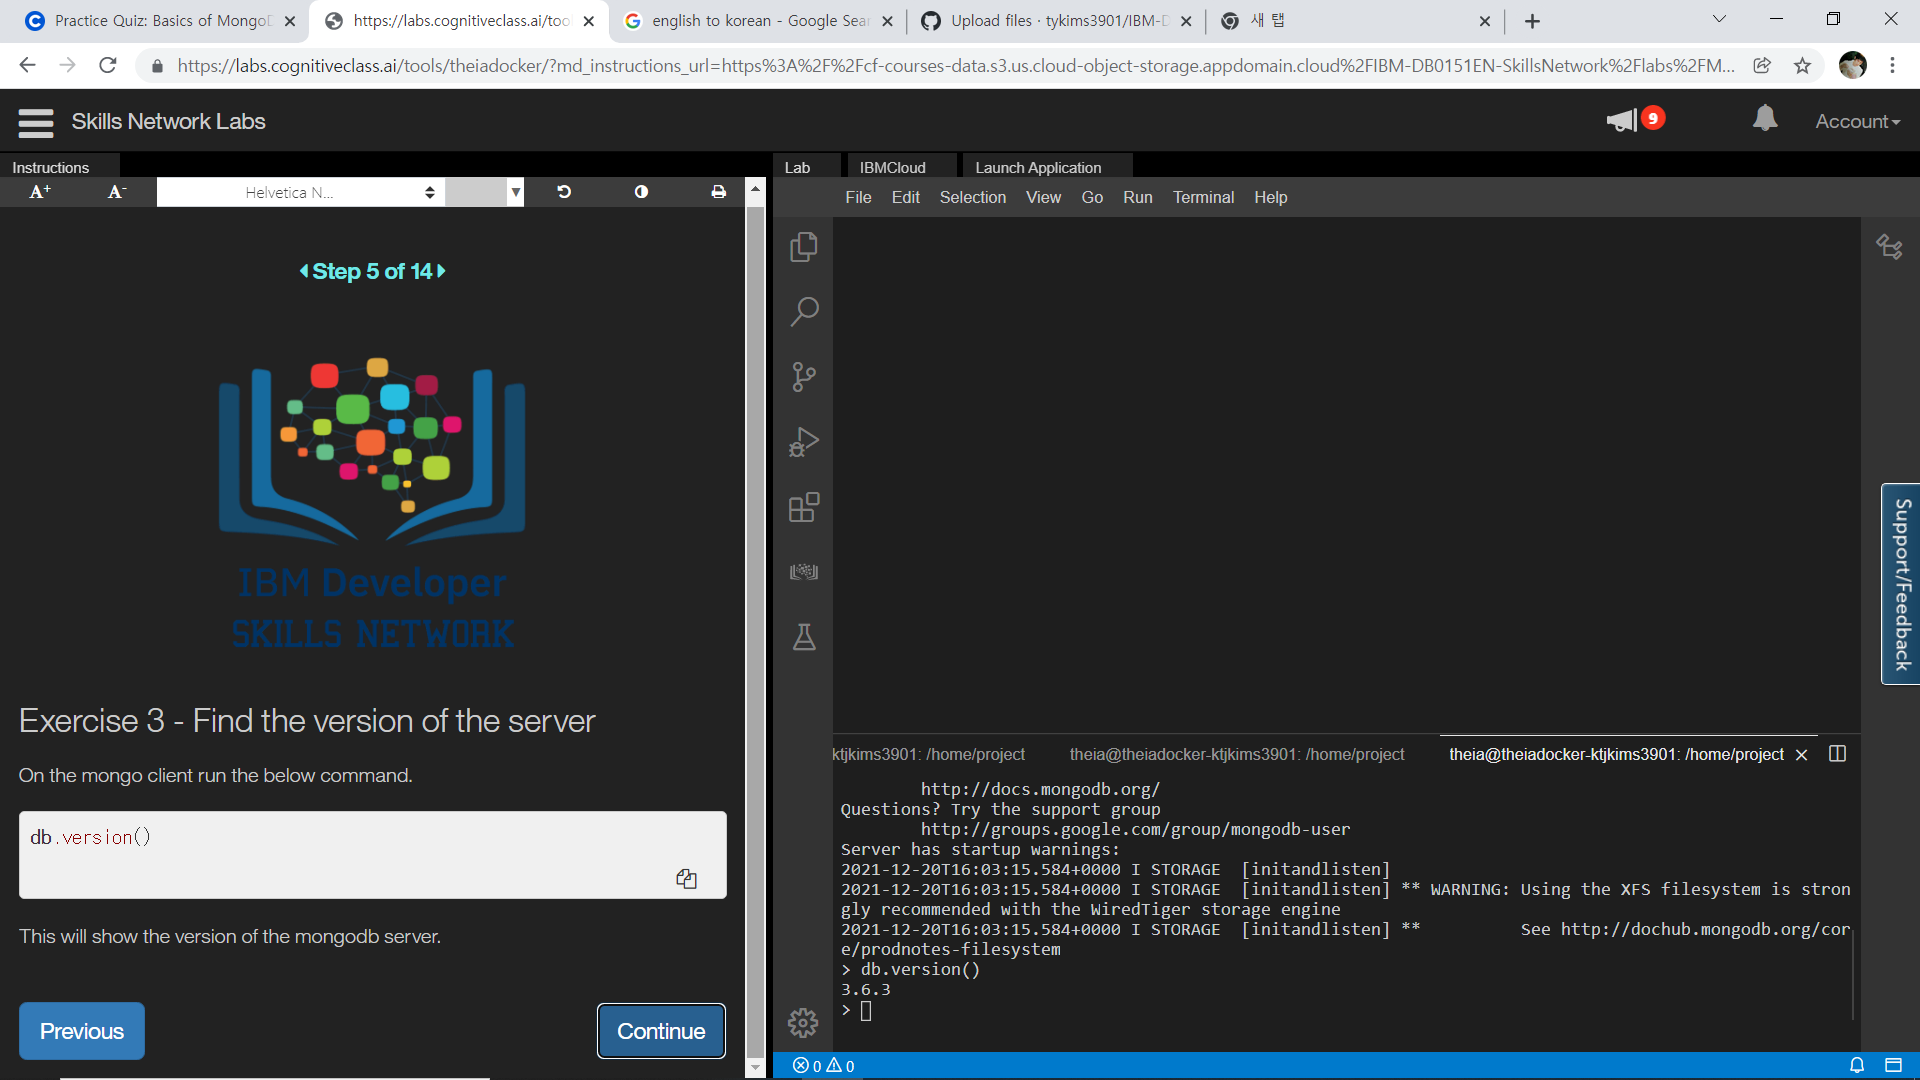 Practice Quiz: Basics of MongoD
https://labs.cognitiveclass.ai/too
english to korean - Google Sear
Upload files · tykims3901/IBM-D
새 탭
https://labs.cognitiveclass.ai/tools/theiadocker/?md_instructions_url=https%3A%2F%2Fcf-courses-data.s3.us.cloud-object-storage.appdomain.cloud%2FIBM-DB0151EN-SkillsNetwork%2Flabs%2FM...
Skills Network Labs
9
Account
Instructions
Lab
IBMCloud
Launch Application
A+
A-
Helvetica N...
File Edit Selection View Go Run Terminal Help
Step 5 of 14
IBM Developer
SKILLS NETWORK
Exercise 3 - Find the version of the server
On the mongo client run the below command.
db.version()
This will show the version of the mongodb server.
Previous
Continue
Support/Feedback
ktjkims3901: /home/project
theia@theiadocker-ktjkims3901: /home/project
theia@theiadocker-ktjkims3901: /home/project
http://docs.mongodb.org/
Questions? Try the support group
http://groups.google.com/group/mongodb-user
Server has startup warnings:
2021-12-20T16:03:15.584+0000 I STORAGE  [initandlisten]
2021-12-20T16:03:15.584+0000 I STORAGE  [initandlisten] ** WARNING: Using the XFS filesystem is stron
gly recommended with the WiredTiger storage engine
2021-12-20T16:03:15.584+0000 I STORAGE  [initandlisten] **          See http://dochub.mongodb.org/cor
e/prodnotes-filesystem
> db.version()
3.6.3
>
0 0